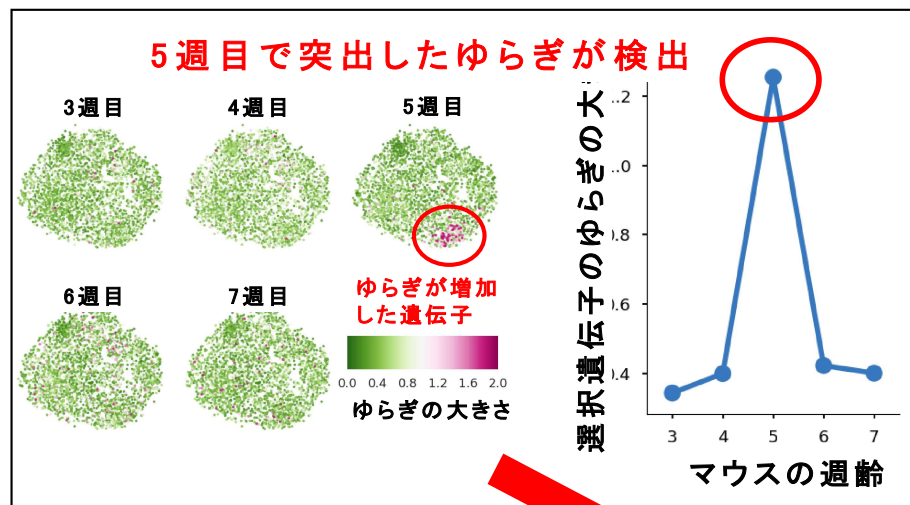 5週目で突出したゆらぎが検出
3週目
4週目
5週目
ゆらぎが増加
した遺伝子
6週目
7週目
0.0 0.4 0.8 1.2 1.6 2.0
ゆらぎの大きさ
選択遺伝子のゆらぎの大
.2
.0
.8
.6
.4
3 4 5 6 7
マウスの週齢